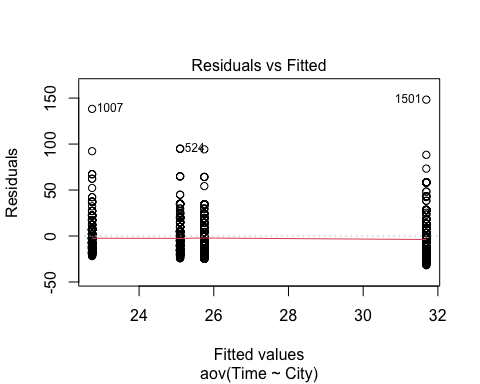 Residuals vs Fitted
Residuals
150
100
50
0
-50
1007
524
1501
24 26 28 30 32
Fitted values
aov(Time ~ City)